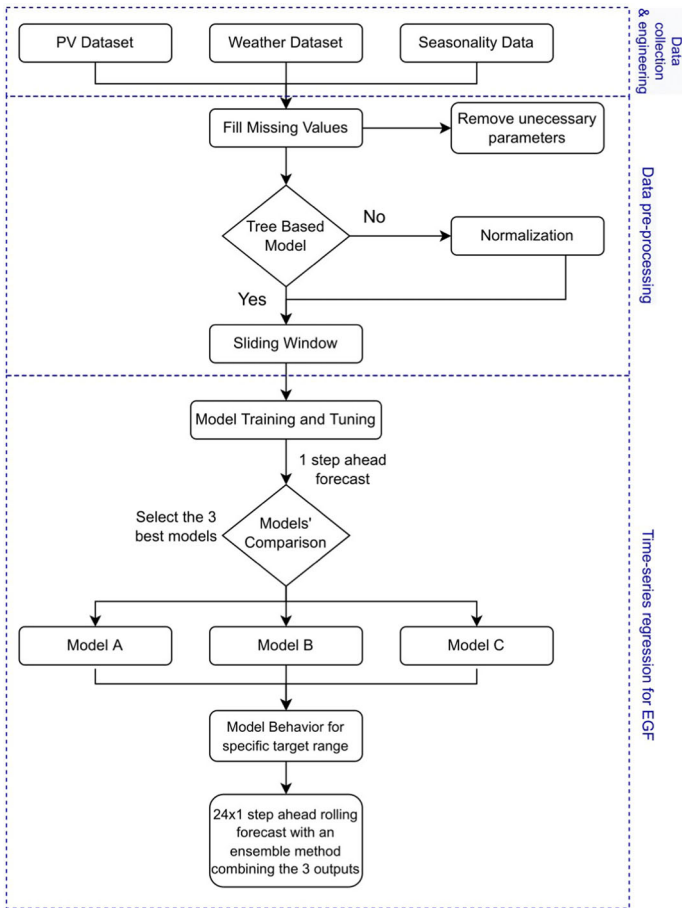 PV Dataset
Weather Dataset
Seasonality Data
Data
collection
& engineering
Fill Missing Values
Remove unecessary
parameters
Tree Based
Model
No
Normalization
Yes
Sliding Window
Data pre-processing
Model Training and Tuning
1 step ahead
forecast
Select the 3
best models
Models'
Comparison
Model A
Model B
Model C
Model Behavior for
specific target range
24x1 step ahead rolling
forecast with an
ensemble method
combining the 3 outputs
Time-series regression for EGF